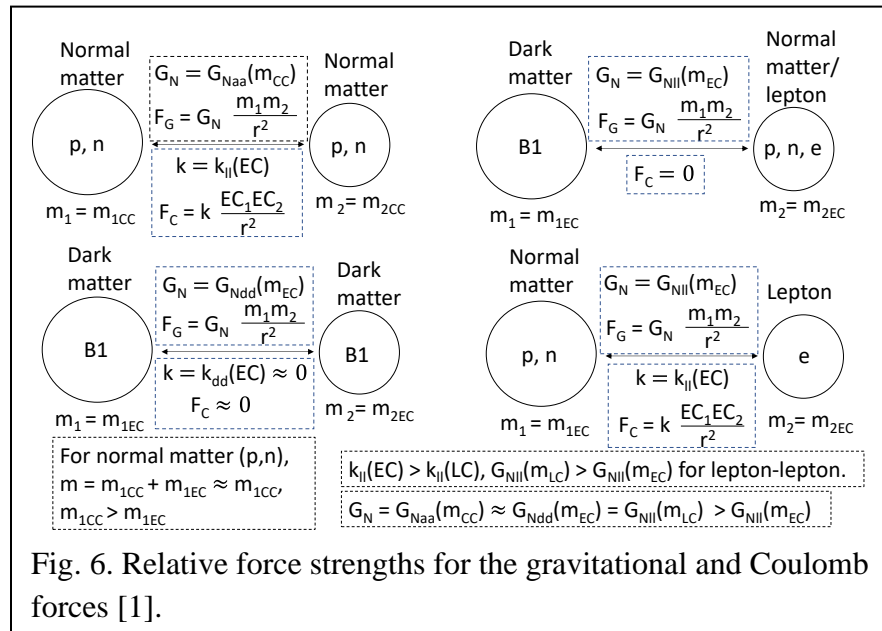 Normal
matter
G_N = G_Naa(m_CC)
F_G = G_N m_1m_2/r^2
p, n
k = k_ll(EC)
F_C = k EC_1EC_2/r^2
m_1 = m_1CC
Normal
matter
p, n
m_2 = m_2CC
Dark
matter
G_N = G_Nll(m_EC)
F_G = G_N m_1m_2/r^2
B1
F_C = 0
m_1 = m_1EC
Normal
matter/
lepton
p, n, e
m_2 = m_2EC
Dark
matter
G_N = G_Ndd(m_EC)
F_G = G_N m_1m_2/r^2
B1
k = k_dd(EC) ≈ 0
F_C ≈ 0
m_1 = m_1EC
Dark
matter
B1
m_2 = m_2EC
Normal
matter
G_N = G_Nll(m_EC)
F_G = G_N m_1m_2/r^2
p, n
k = k_ll(EC)
F_C = k EC_1EC_2/r^2
m_1 = m_1EC
Lepton
e
m_2 = m_2EC
For normal matter (p,n),
m = m_1CC + m_1EC ≈ m_1CC,
m_1CC > m_1EC
k_ll(EC) > k_ll(LC), G_Nll(m_LC) > G_Nll(m_EC) for lepton-lepton.
G_N = G_Naa(m_CC) ≈ G_Ndd(m_EC) = G_Nll(m_LC) > G_Nll(m_EC)
Fig. 6. Relative force strengths for the gravitational and Coulomb
forces [1].